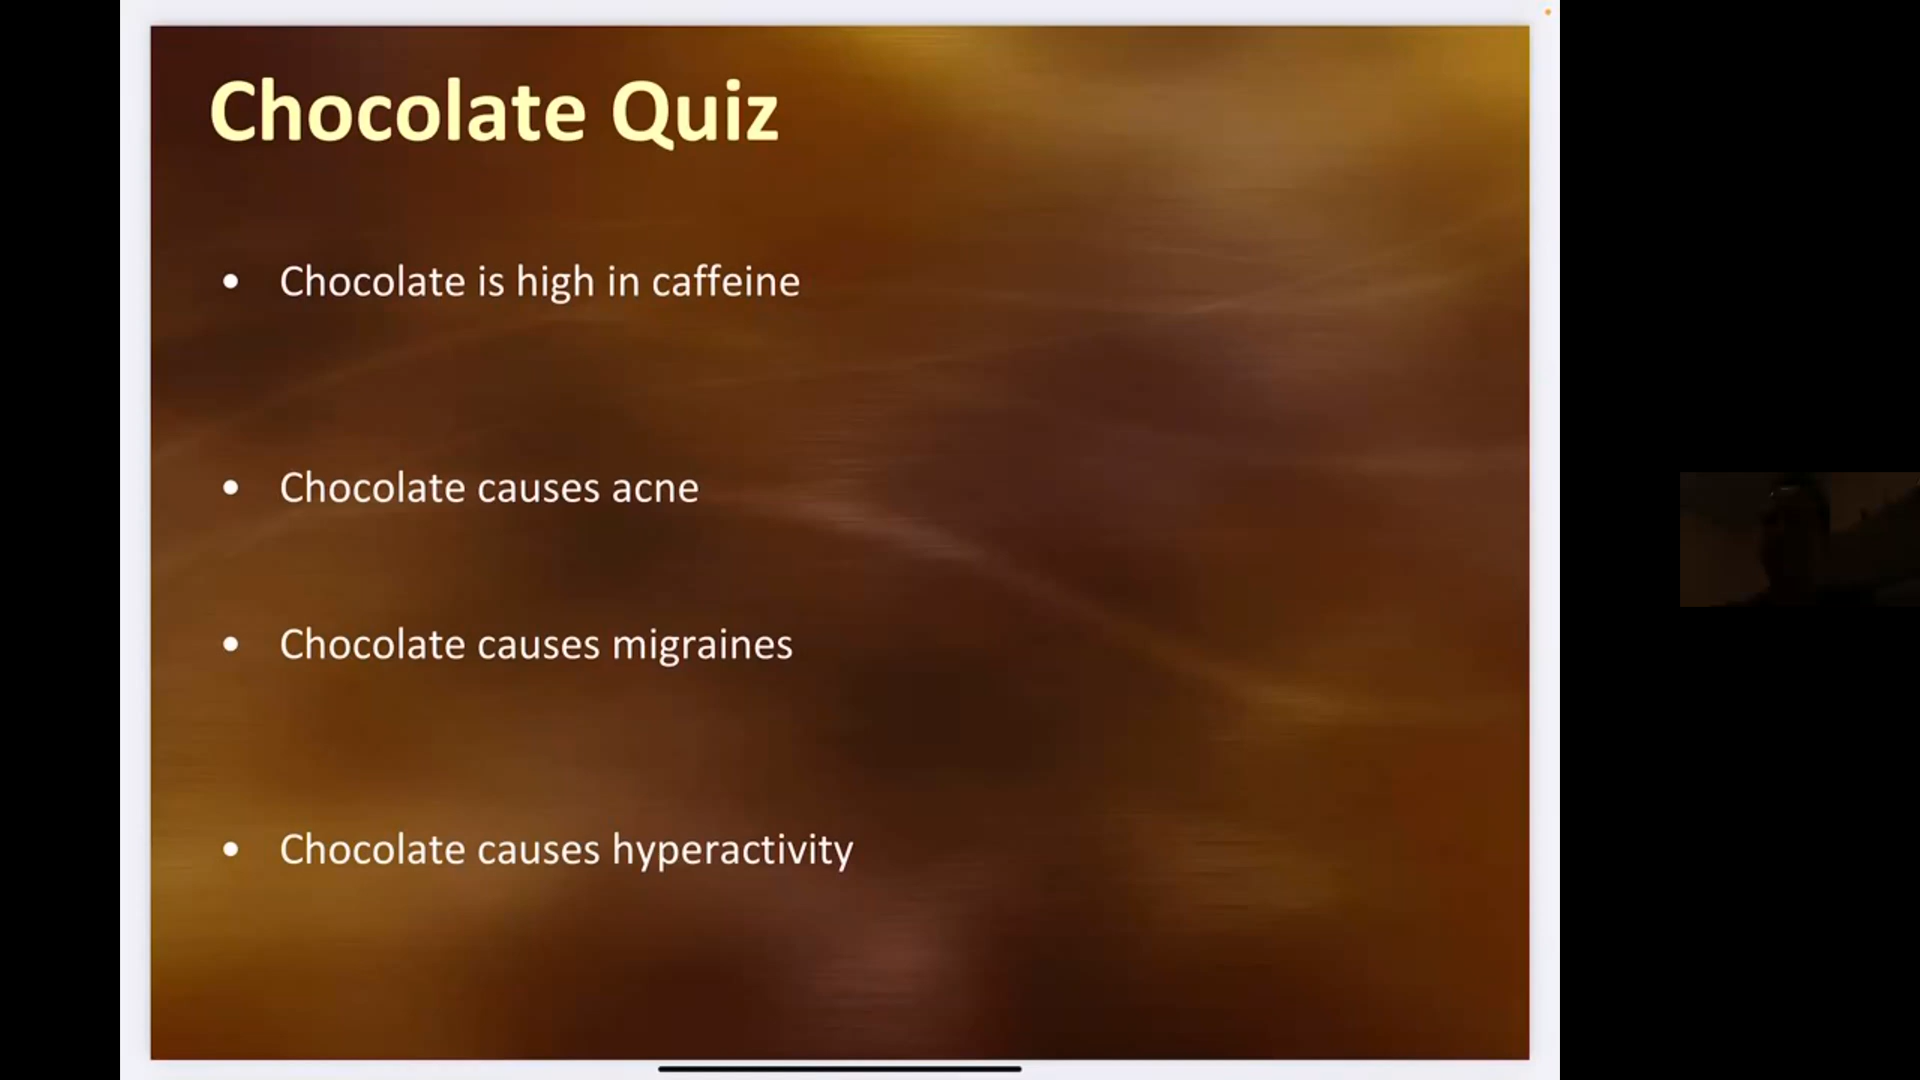 Chocolate Quiz
• Chocolate is high in caffeine
• Chocolate causes acne
• Chocolate causes migraines
• Chocolate causes hyperactivity